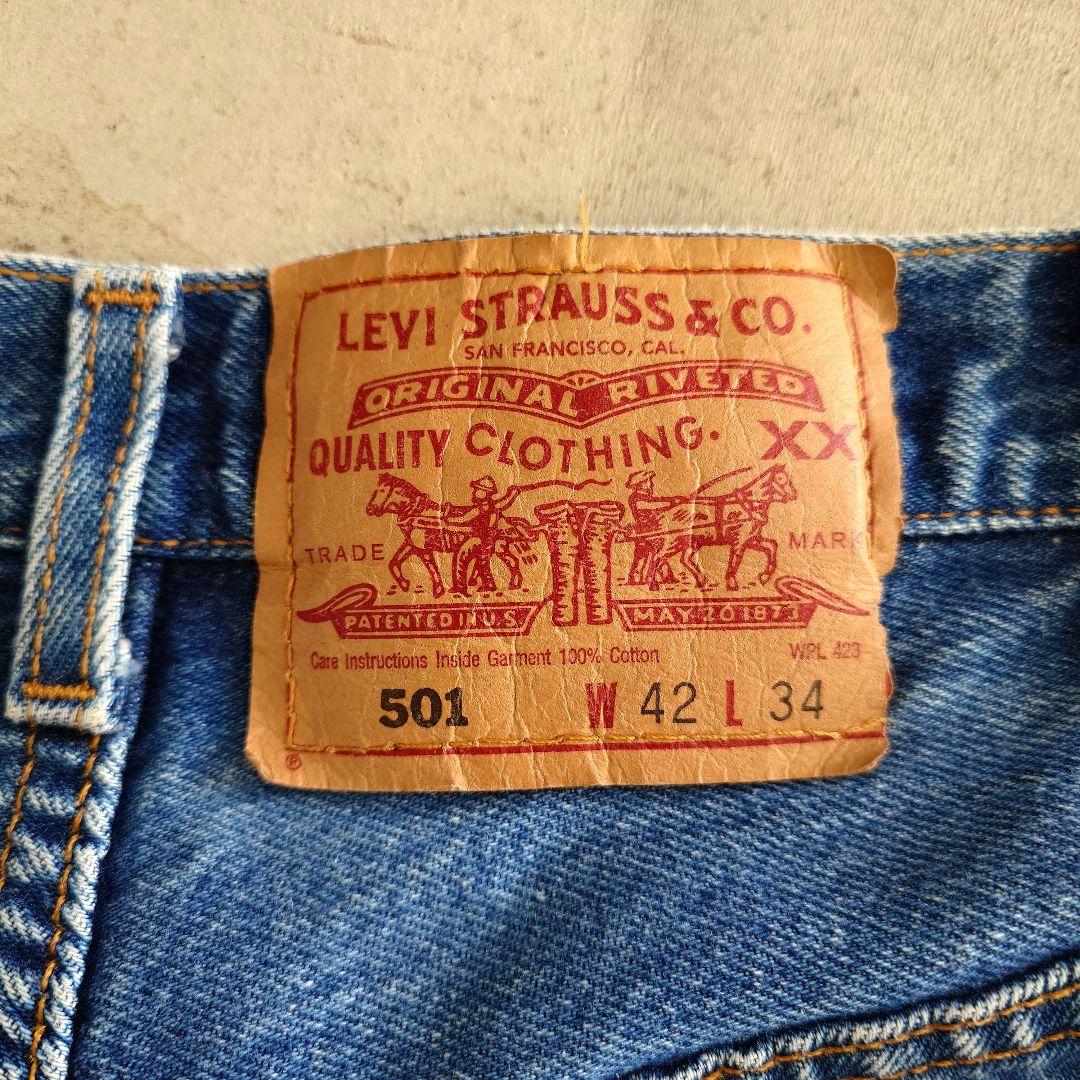 LEVI STRAUSS & CO.
SAN FRANCISCO, CAL.
ORIGINAL RIVETED
QUALITY CLOTHING. XX
TRADE MARK
PATENTED IN U.S. MAY 20 1873
Care Instructions Inside Garment 100% Cotton WPL 423
501 W 42 L 34
®